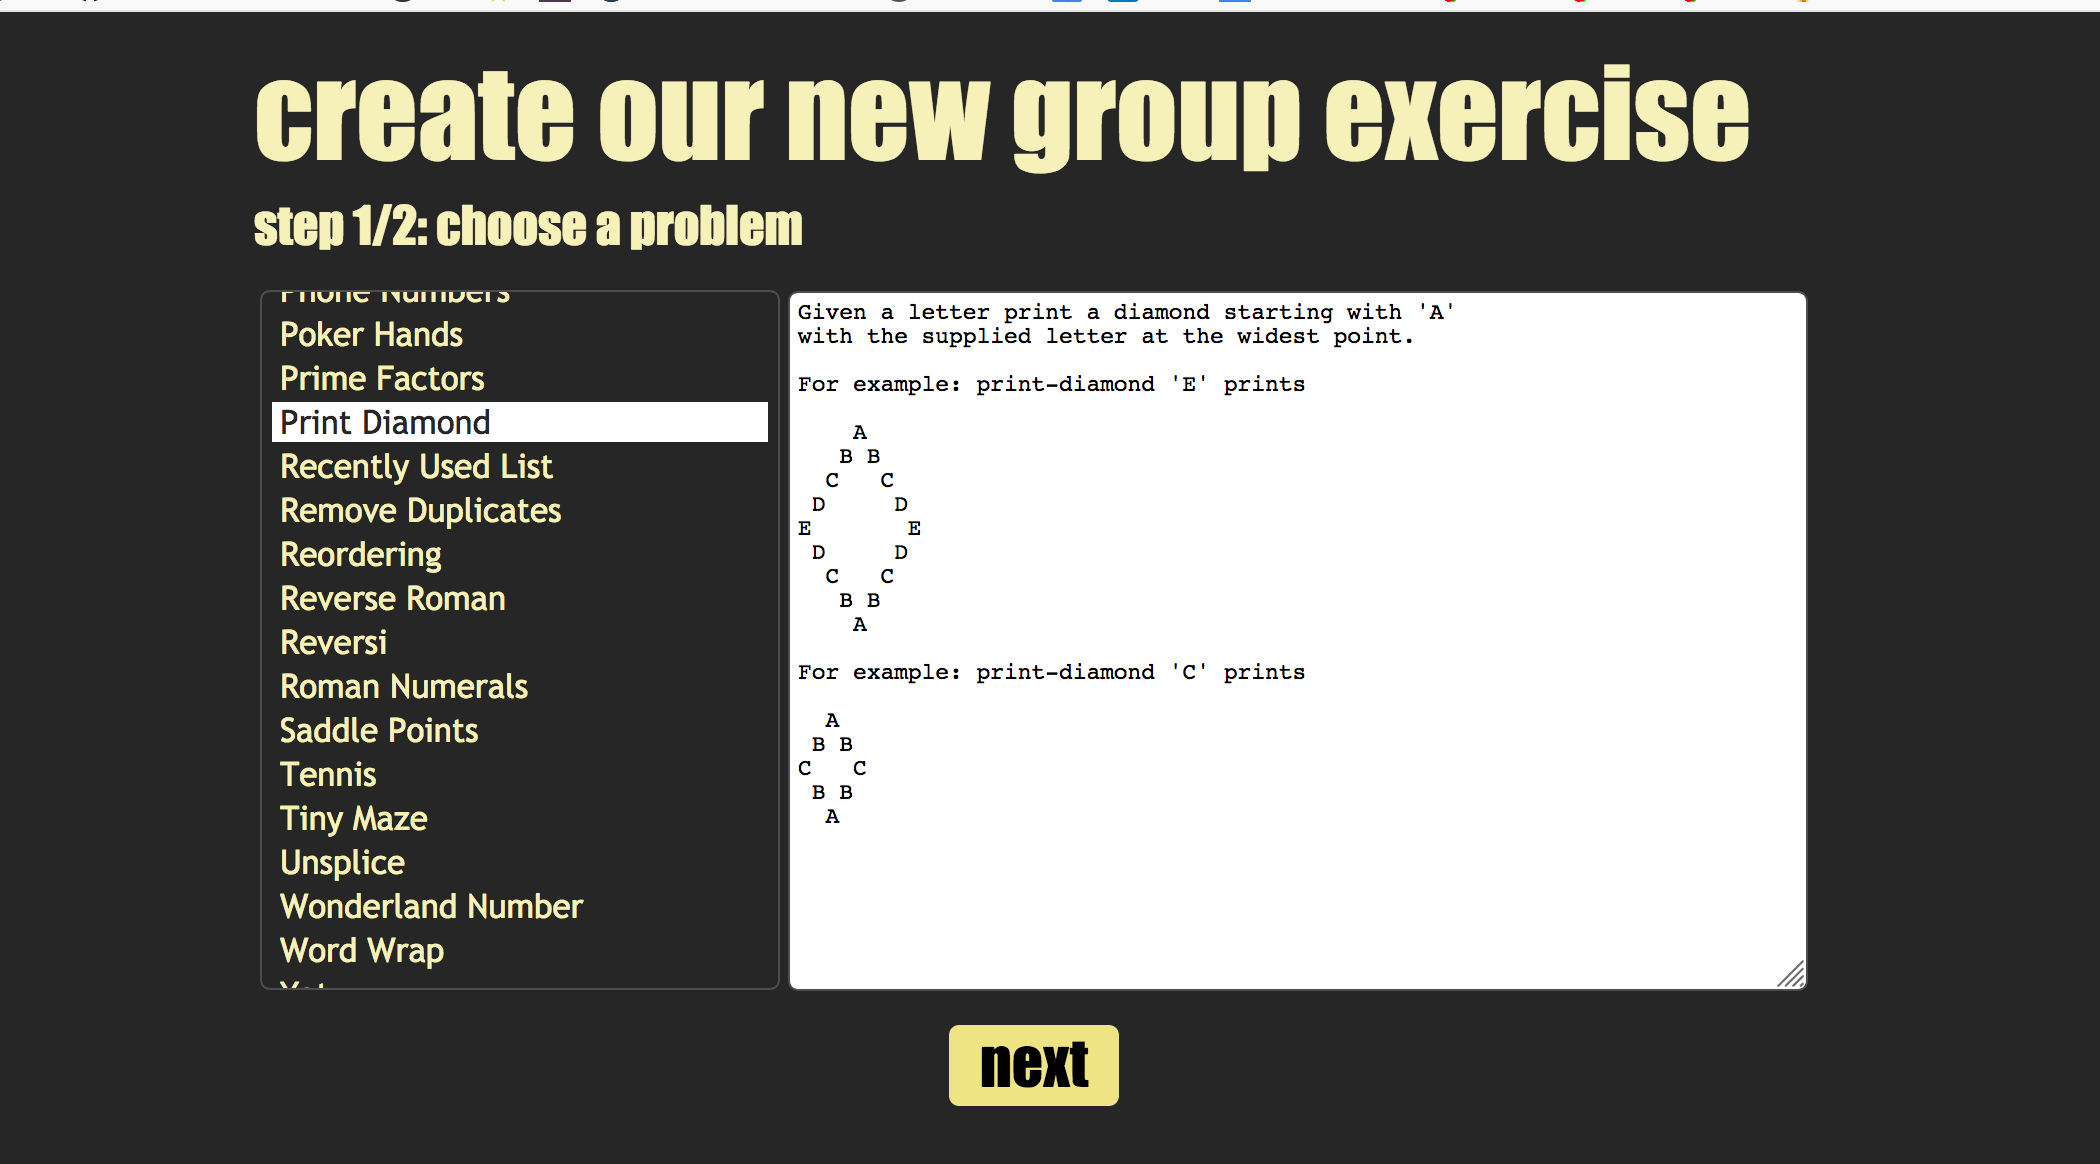 create our new group exercise
step 1/2: choose a problem
Phone Numbers
Poker Hands
Prime Factors
Print Diamond
Recently Used List
Remove Duplicates
Reordering
Reverse Roman
Reversi
Roman Numerals
Saddle Points
Tennis
Tiny Maze
Unsplice
Wonderland Number
Word Wrap
Given a letter print a diamond starting with 'A'
with the supplied letter at the widest point.
For example: print-diamond 'E' prints
    A
   B B
  C   C
 D     D
E       E
 D     D
  C   C
   B B
    A
For example: print-diamond 'C' prints
  A
 B B
C   C
 B B
  A
next